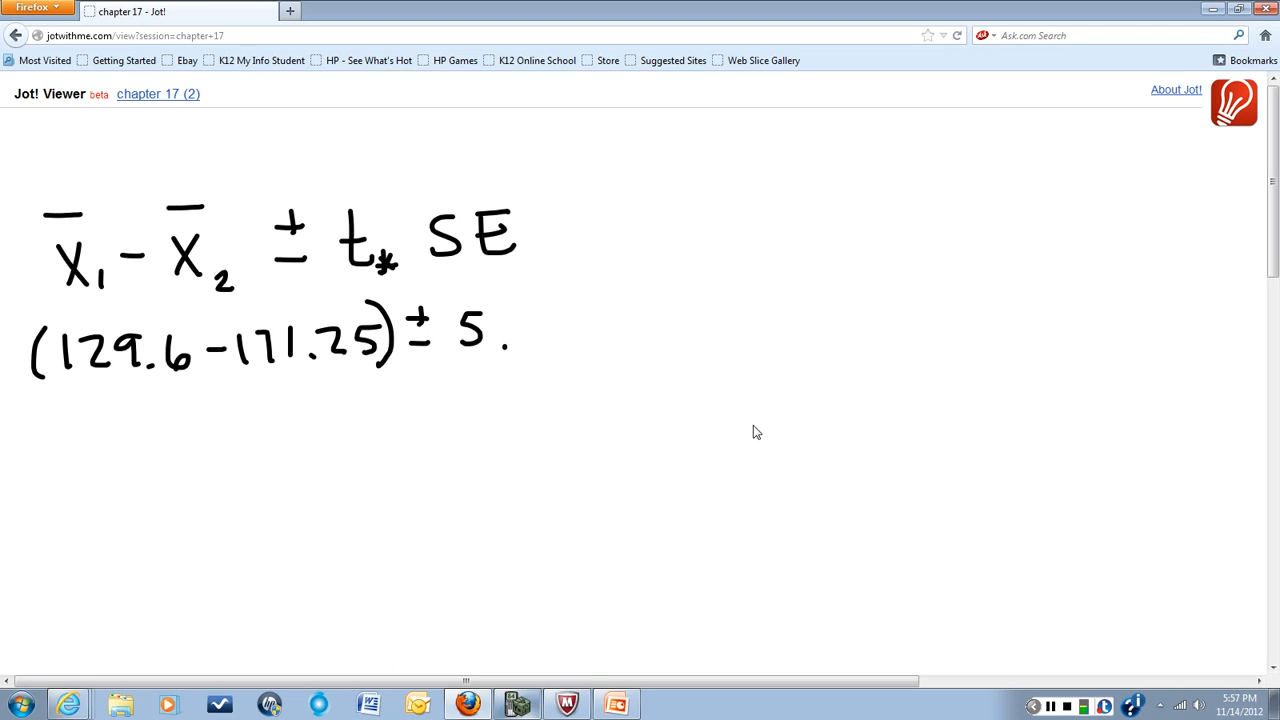 Firefox
chapter 17 - Jot!
jotwithme.com/view?session=chapter+17
Ask.com Search
Most Visited Getting Started Ebay K12 My Info Student HP - See What's Hot HP Games K12 Online School Store Suggested Sites Web Slice Gallery Bookmarks
Jot! Viewer beta chapter 17 (2) About Jot!
x̄₁ - x̄₂ ± t* SE
(129.6-171.25) ± 5.
5:57 PM
11/14/2012